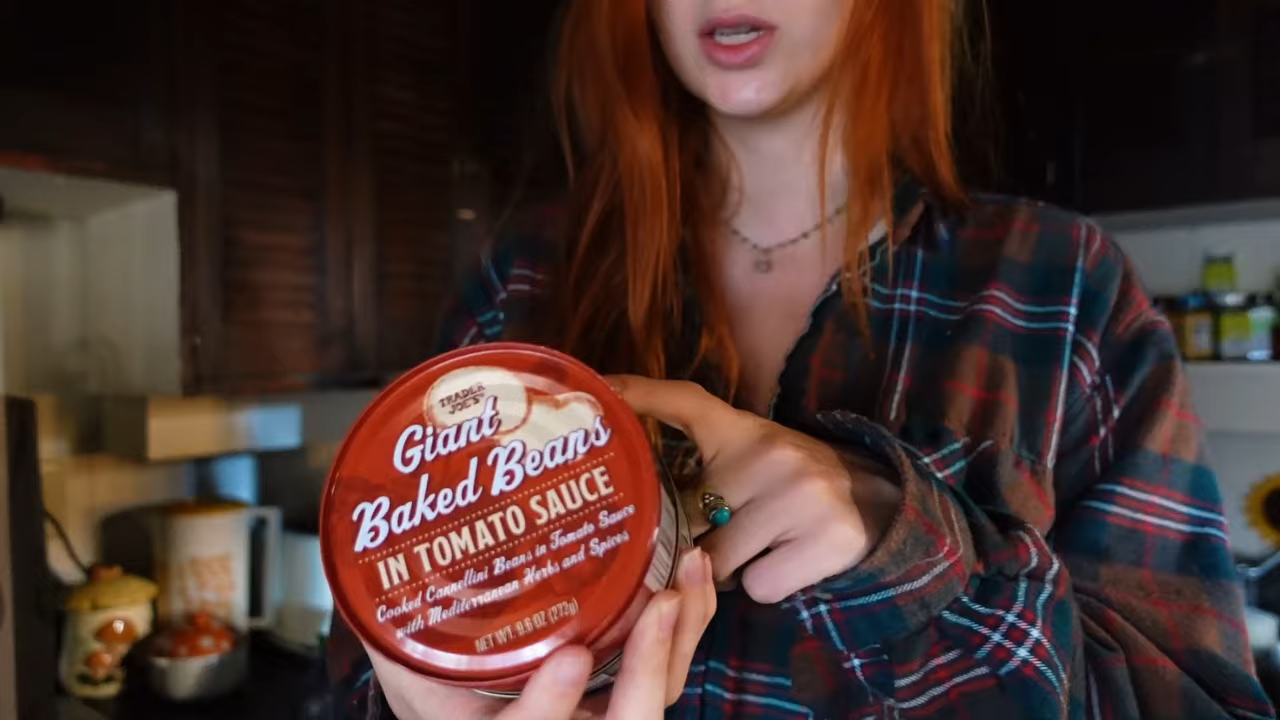 TRADER
JOE'S
Giant
Baked Beans
IN TOMATO SAUCE
Cooked Cannellini Beans in Tomato Sauce
with Mediterranean Herbs and Spices
NET WT. 9.6 OZ (272g)